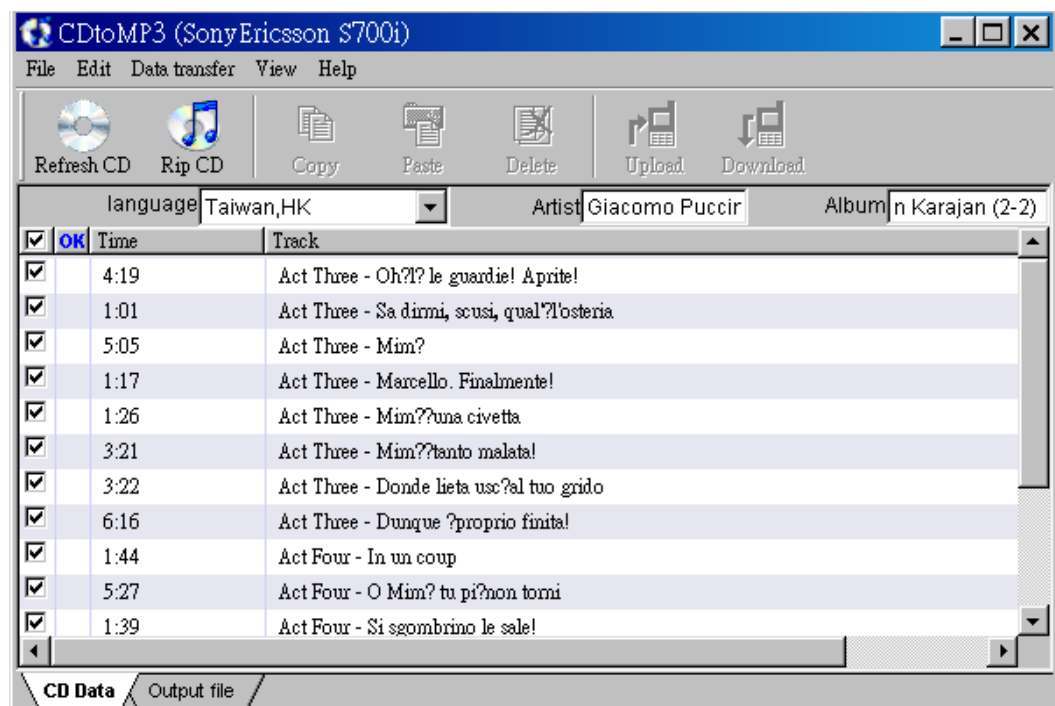 CDtoMP3 (SonyEricsson S700i)
File Edit Data transfer View Help
Refresh CD Rip CD Copy Paste Delete Upload Download
language Taiwan,HK Artist Giacomo Puccir Album n Karajan (2-2)
OK Time Track
4:19 Act Three - Oh?l? le guardie! Aprite!
1:01 Act Three - Sa dirmi, scusi, qual'?l'osteria
5:05 Act Three - Mim?
1:17 Act Three - Marcello. Finalmente!
1:26 Act Three - Mim??una civetta
3:21 Act Three - Mim??tanto malata!
3:22 Act Three - Donde lieta usc?al tuo grido
6:16 Act Three - Dunque ?proprio finita!
1:44 Act Four - In un coup
5:27 Act Four - O Mim? tu pi?non torni
1:39 Act Four - Si sgombrino le sale!
CD Data Output file